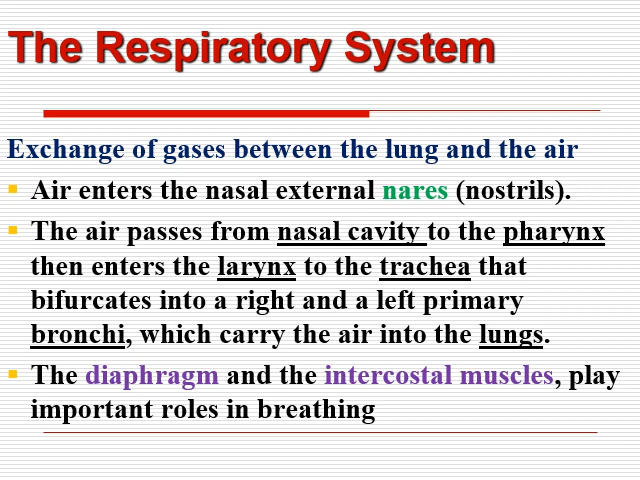 The Respiratory System
Exchange of gases between the lung and the air
Air enters the nasal external nares (nostrils).
The air passes from nasal cavity to the pharynx
then enters the larynx to the trachea that
bifurcates into a right and a left primary
bronchi, which carry the air into the lungs.
The diaphragm and the intercostal muscles, play
important roles in breathing